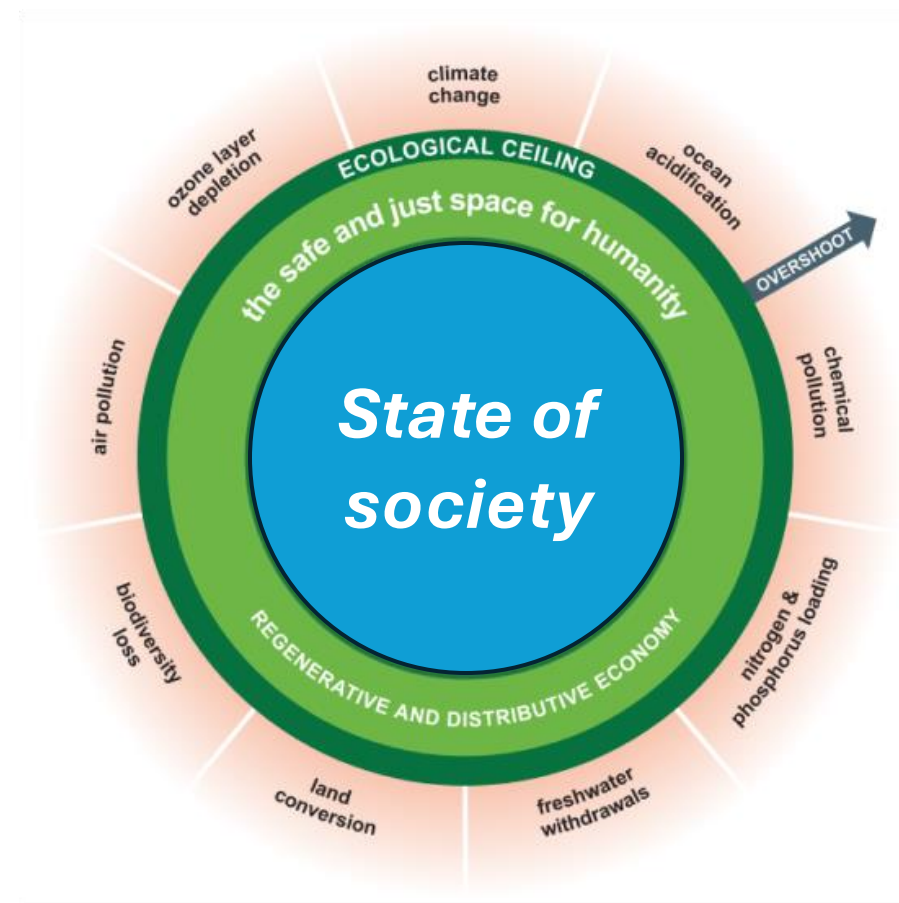 climate
change
ocean
acidification
OVERSHOOT
chemical
pollution
nitrogen &
phosphorus loading
freshwater
withdrawals
land
conversion
biodiversity
loss
air pollution
ozone layer
depletion
ECOLOGICAL CEILING
the safe and just space for humanity
State of
society
REGENERATIVE AND DISTRIBUTIVE ECONOMY